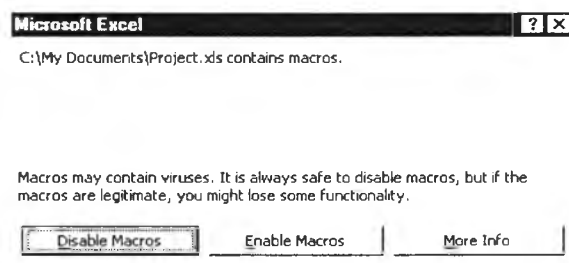 Microsoft Excel
C:\My Documents\Project.xls contains macros.
Macros may contain viruses. It is always safe to disable macros, but if the
macros are legitimate, you might lose some functionality.
Disable Macros Enable Macros More Info